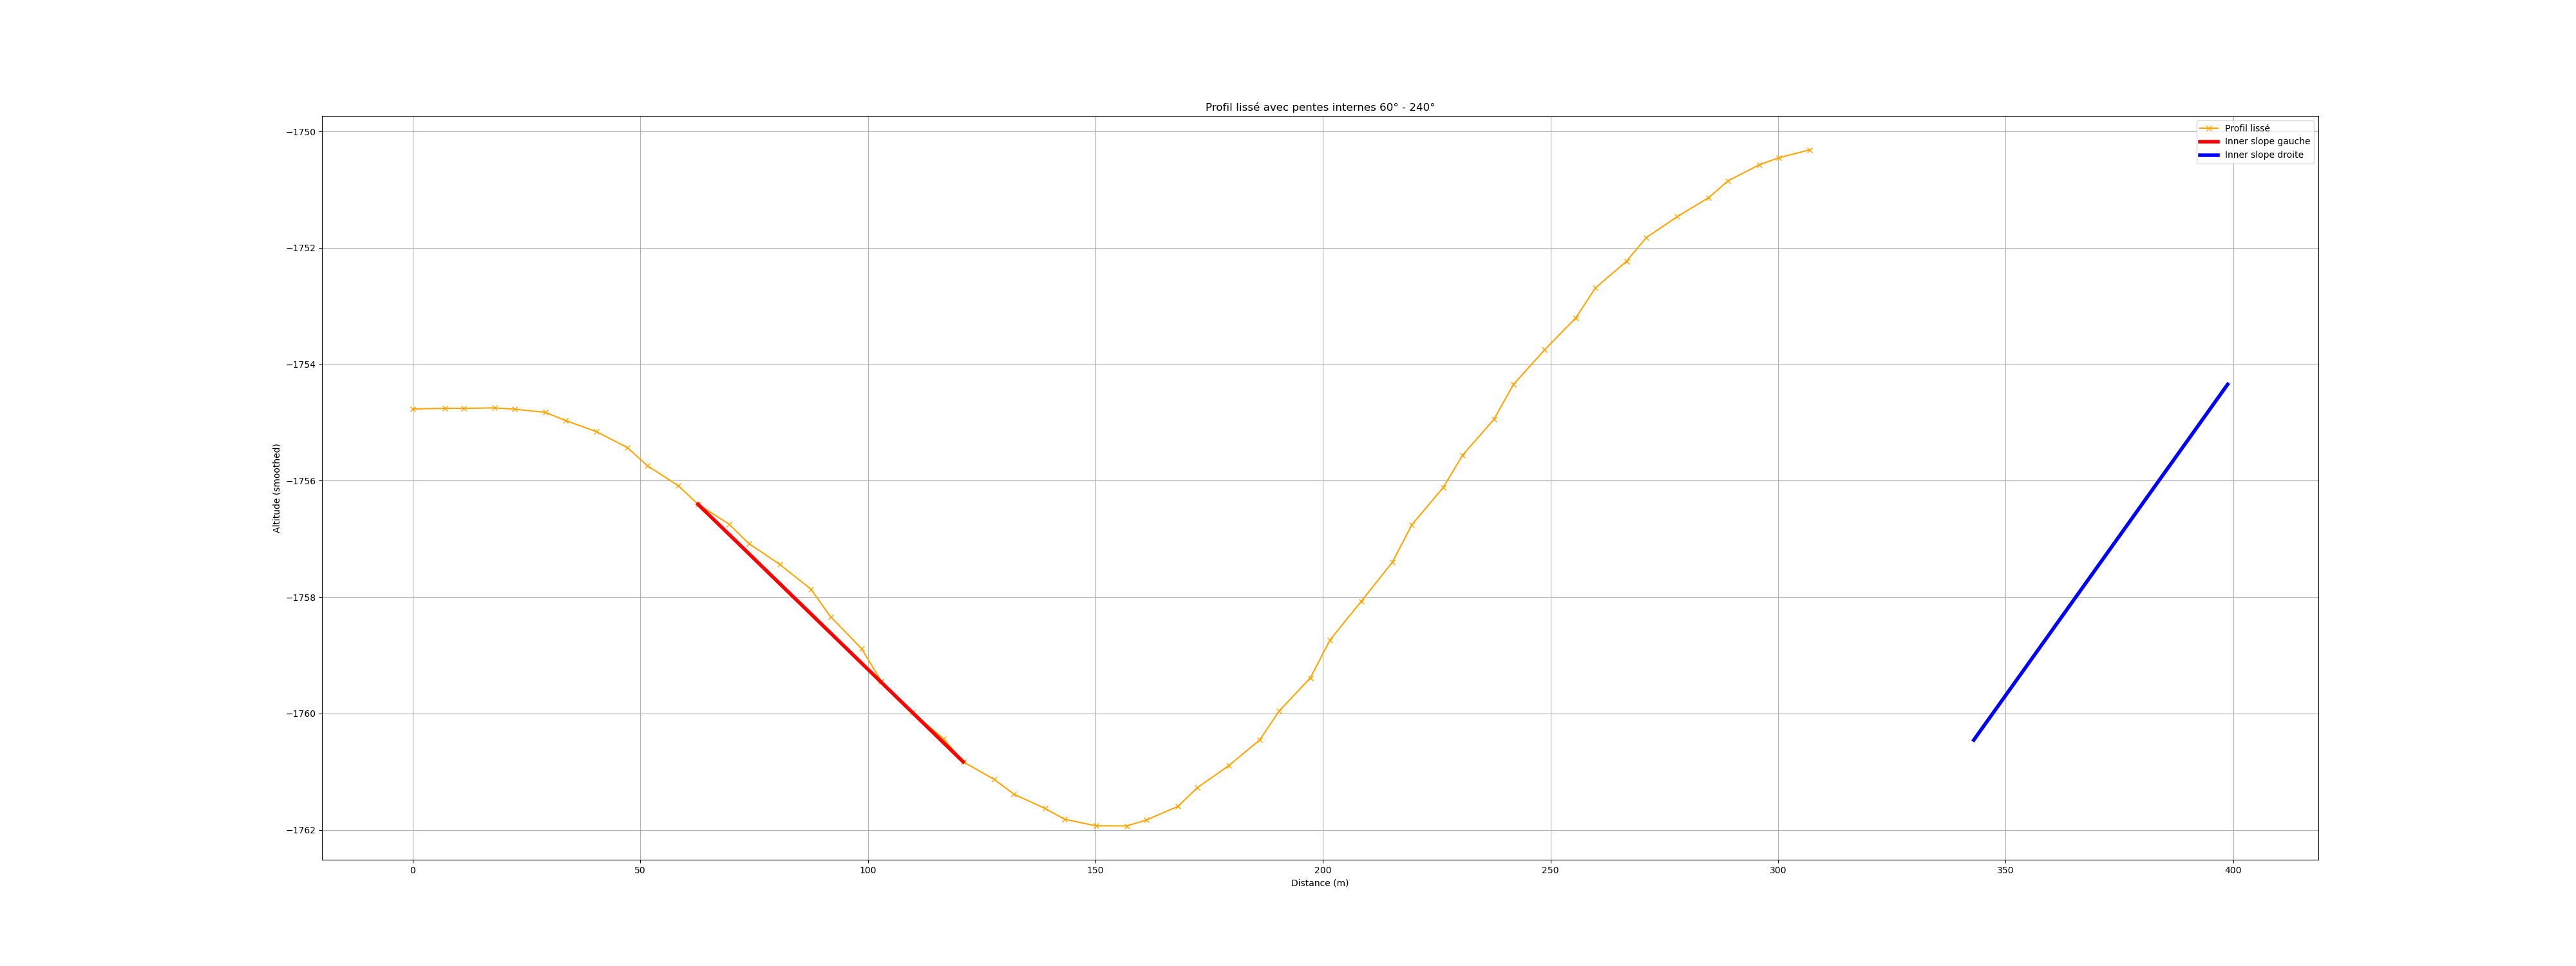 Profil lissé avec pentes internes 60° - 240°
Profil lissé
Inner slope gauche
Inner slope droite
Altitude (smoothed)
−1750
−1752
−1754
−1756
−1758
−1760
−1762
0 50 100 150 200 250 300 350 400
Distance (m)